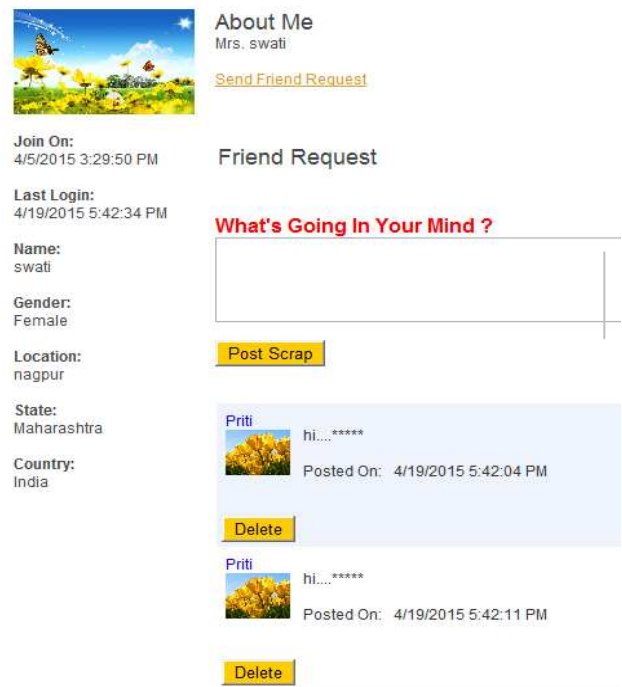 About Me
Mrs. swati
Send Friend Request
Join On:
4/5/2015 3:29:50 PM
Last Login:
4/19/2015 5:42:34 PM
Name:
swati
Gender:
Female
Location:
nagpur
State:
Maharashtra
Country:
India
Friend Request
What's Going In Your Mind ?
Post Scrap
Priti
hi....*****
Posted On: 4/19/2015 5:42:04 PM
Delete
Priti
hi....*****
Posted On: 4/19/2015 5:42:11 PM
Delete